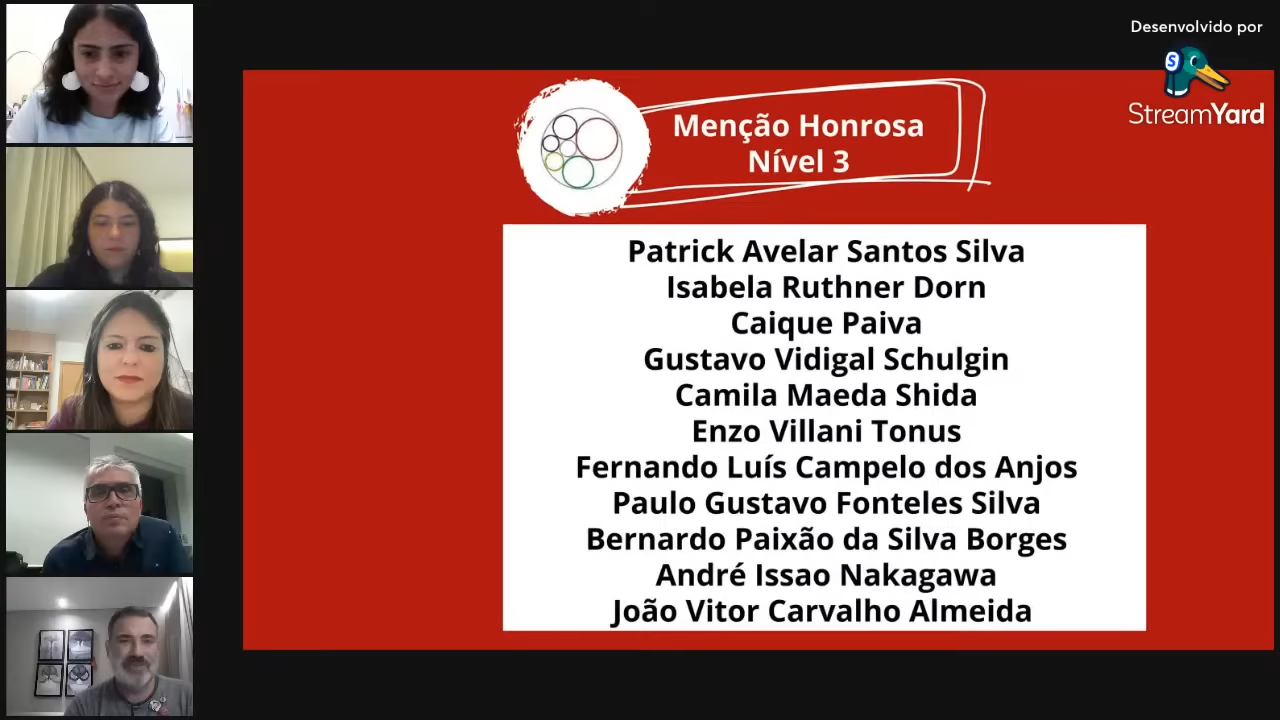 Desenvolvido por
S
StreamYard
Menção Honrosa
Nível 3
Patrick Avelar Santos Silva
Isabela Ruthner Dorn
Caique Paiva
Gustavo Vidigal Schulgin
Camila Maeda Shida
Enzo Villani Tonus
Fernando Luís Campelo dos Anjos
Paulo Gustavo Fonteles Silva
Bernardo Paixão da Silva Borges
André Issao Nakagawa
João Vitor Carvalho Almeida